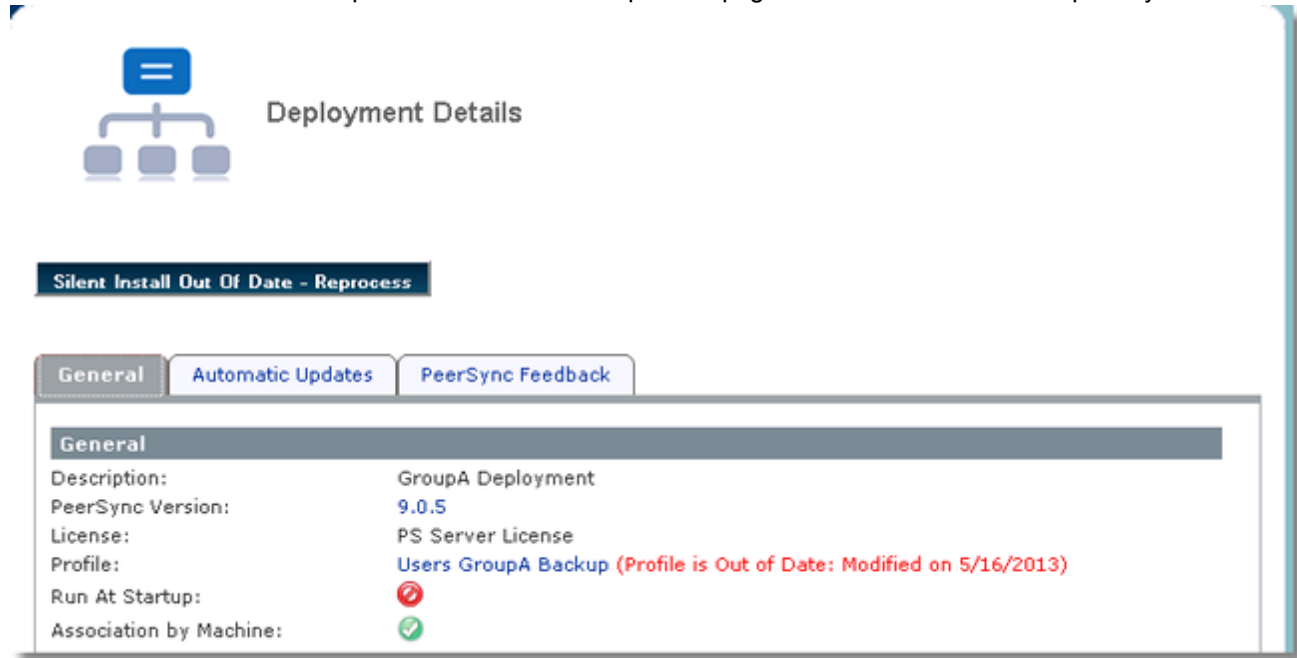 Deployment Details
Silent Install Out Of Date - Reprocess
General Automatic Updates PeerSync Feedback
General
Description: GroupA Deployment
PeerSync Version: 9.0.5
License: PS Server License
Profile: Users GroupA Backup (Profile is Out of Date: Modified on 5/16/2013)
Run At Startup:
Association by Machine: